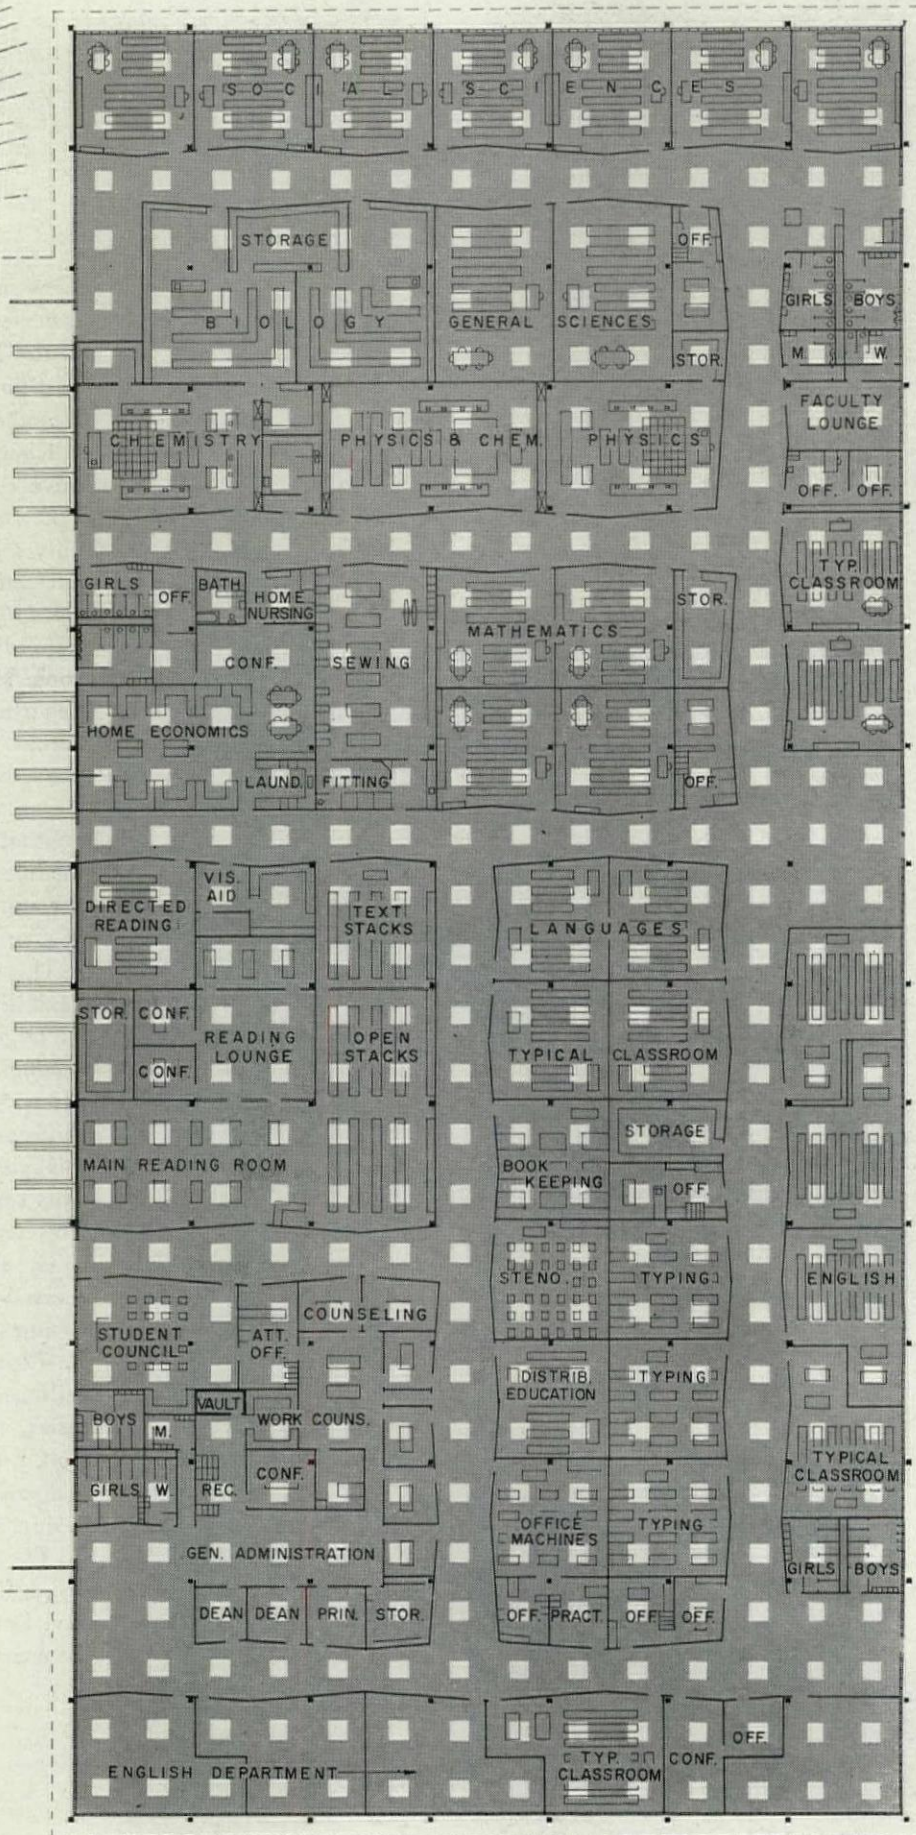 SOCIAL SCIENCES
STORAGE
OFF.
BIOLOGY
GENERAL SCIENCES
GIRLS BOYS
STOR.
M. W.
FACULTY
LOUNGE
CHEMISTRY
PHYSICS & CHEM.
PHYSICS
OFF. OFF.
TYP.
CLASSROOM
GIRLS
OFF.
BATH
HOME
NURSING
STOR.
MATHEMATICS
CONF.
SEWING
HOME ECONOMICS
LAUND.
FITTING
OFF.
VIS.
AID
DIRECTED
READING
TEXT
STACKS
LANGUAGES
STOR.
CONF.
READING
LOUNGE
OPEN
STACKS
CONF.
TYPICAL CLASSROOM
STORAGE
MAIN READING ROOM
BOOK
KEEPING
OFF.
STENO.
TYPING
ENGLISH
COUNSELING
STUDENT
COUNCIL
ATT.
OFF.
DISTRIB.
EDUCATION
TYPING
VAULT
BOYS
M.
WORK COUNS.
TYPICAL
CLASSROOM
GIRLS W.
REC.
CONF.
OFFICE
MACHINES
TYPING
GEN. ADMINISTRATION
GIRLS BOYS
DEAN DEAN PRIN. STOR.
OFF. PRACT. OFF. OFF.
OFF.
ENGLISH DEPARTMENT
TYP.
CLASSROOM
CONF.